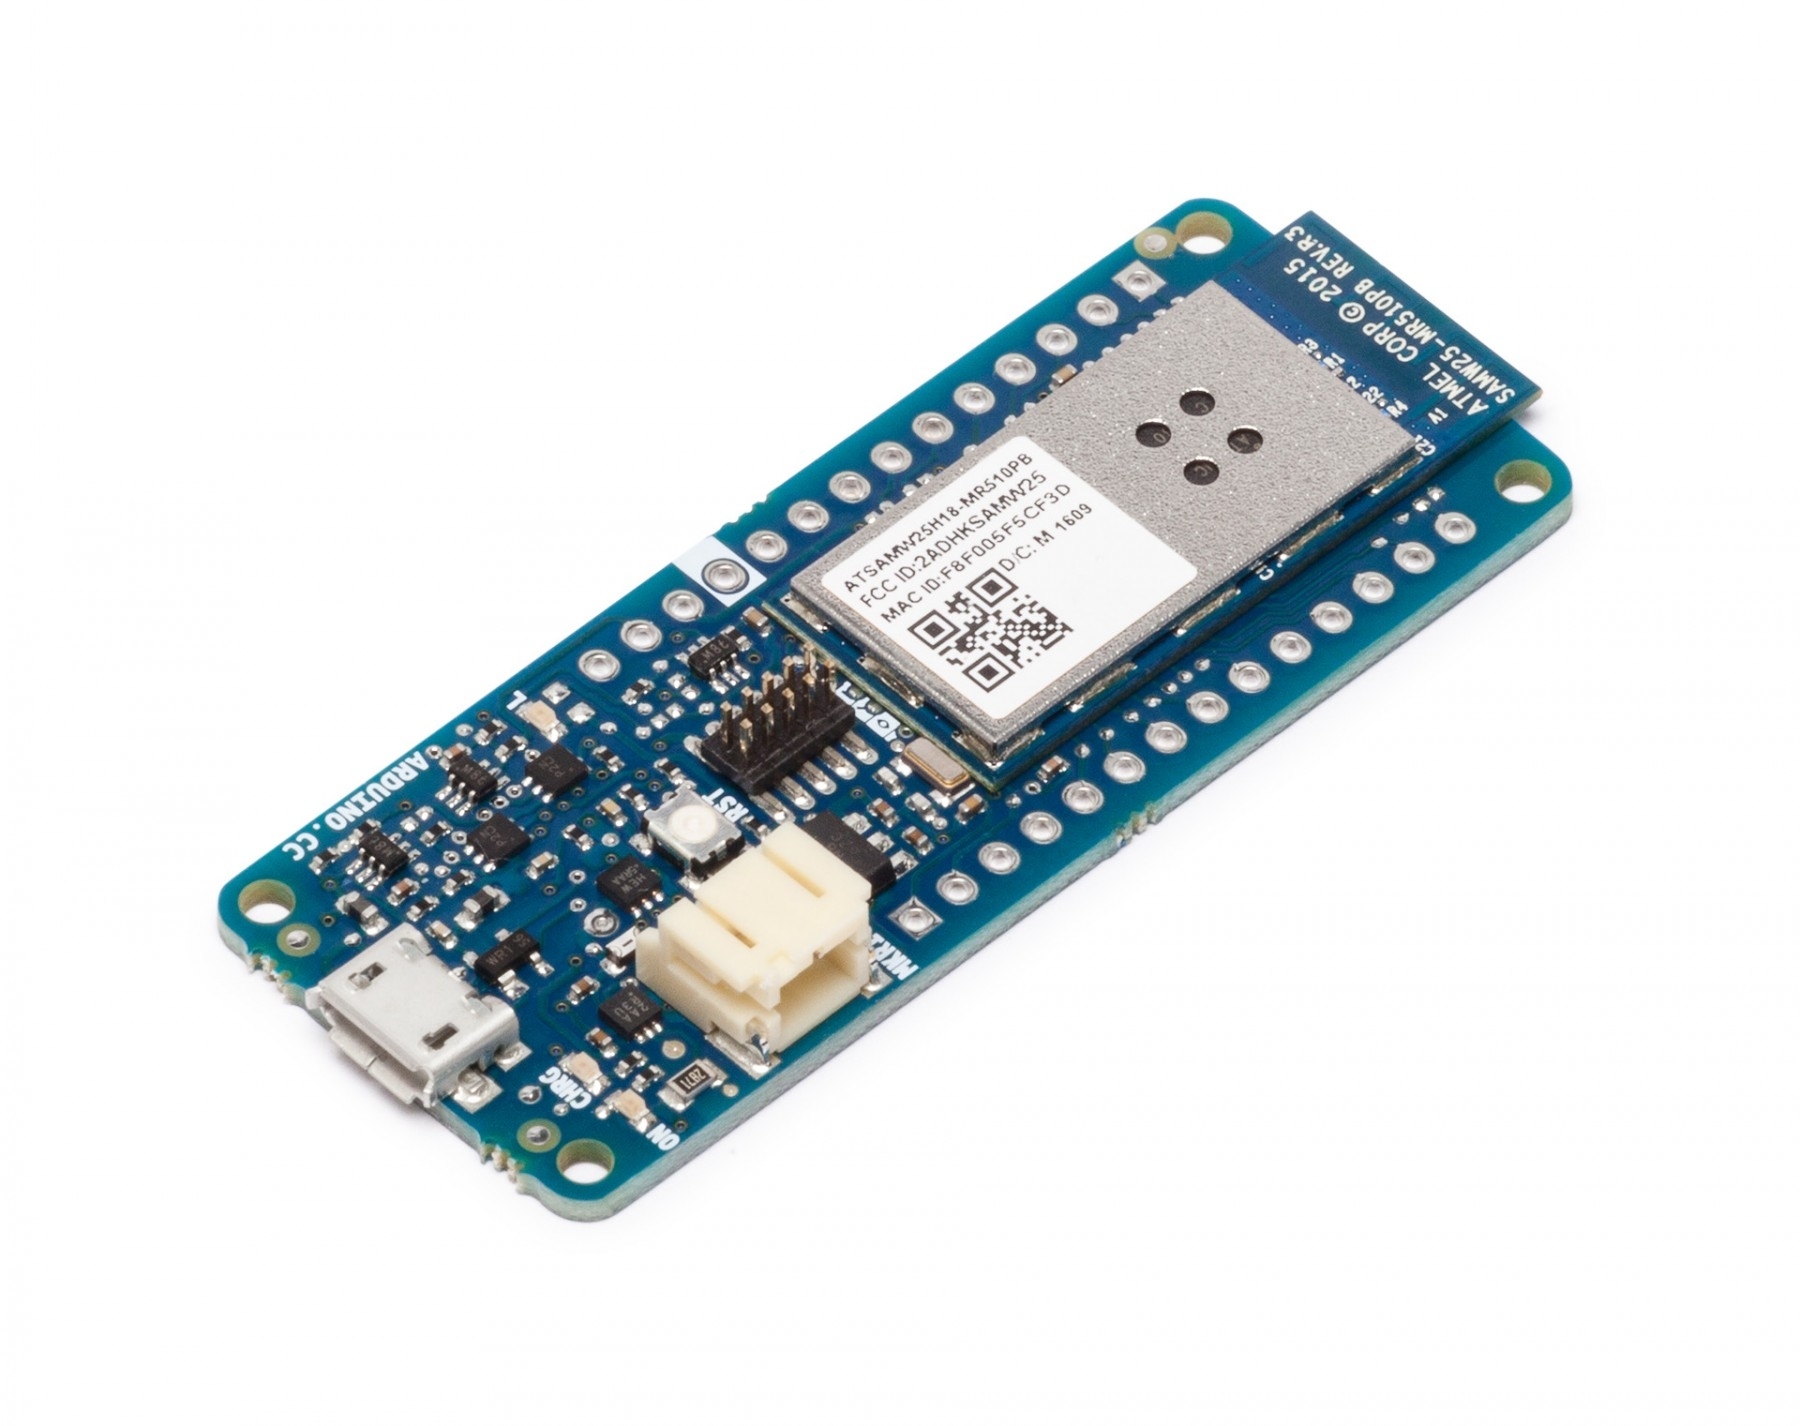 ATMEL CORP © 2015
SAMW25-MR510PB REV.R3
ATSAMW25H18-MR510PB
FCC ID:2ADHKSAMW25
MAC ID:F8F005F5CF3D
D/C: M 1609
L
ARDUINO.CC
RST
CHRG
ON